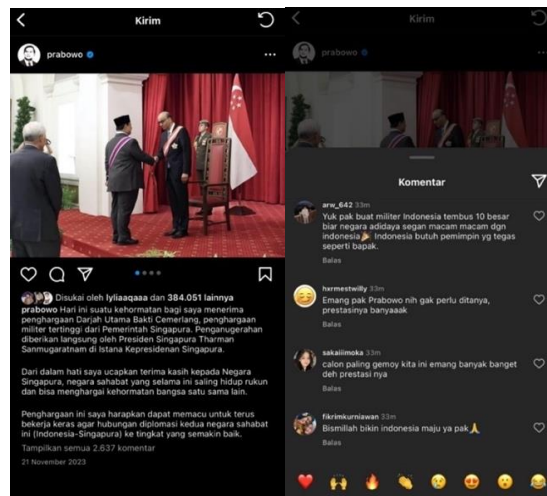 Kirim
prabowo
Disukai oleh lyliaaqaaa dan 384.051 lainnya
prabowo Hari ini suatu kehormatan bagi saya menerima
penghargaan Darjah Utama Bakti Cemerlang, penghargaan
militer tertinggi dari Pemerintah Singapura. Penganugerahan
diberikan langsung oleh Presiden Singapura Tharman
Sanmugaratnam di Istana Kepresidenan Singapura.
Dari dalam hati saya ucapkan terima kasih kepada Negara
Singapura, negara sahabat yang selama ini saling hidup rukun
dan bisa menghargai kehormatan bangsa satu sama lain.
Penghargaan ini saya harapkan dapat memacu untuk terus
bekerja keras agar hubungan diplomasi kedua negara sahabat
ini (Indonesia-Singapura) ke tingkat yang semakin baik.
Tampilkan semua 2.637 komentar
21 November 2023
Kirim
prabowo
Komentar
arw_642 33m
Yuk pak buat militer Indonesia tembus 10 besar
biar negara adidaya segan macam macam dgn
indonesia🎉 Indonesia butuh pemimpin yg tegas
seperti bapak.
Balas
hxrmestwilly 33m
Emang pak Prabowo nih gak perlu ditanya,
prestasinya banyaaak
Balas
sakaiiimoka 33m
calon paling gemoy kita ini emang banyak banget
deh prestasi nya
Balas
fikrimkurniawan 33m
Bismillah bikin indonesia maju ya pak🙏
Balas